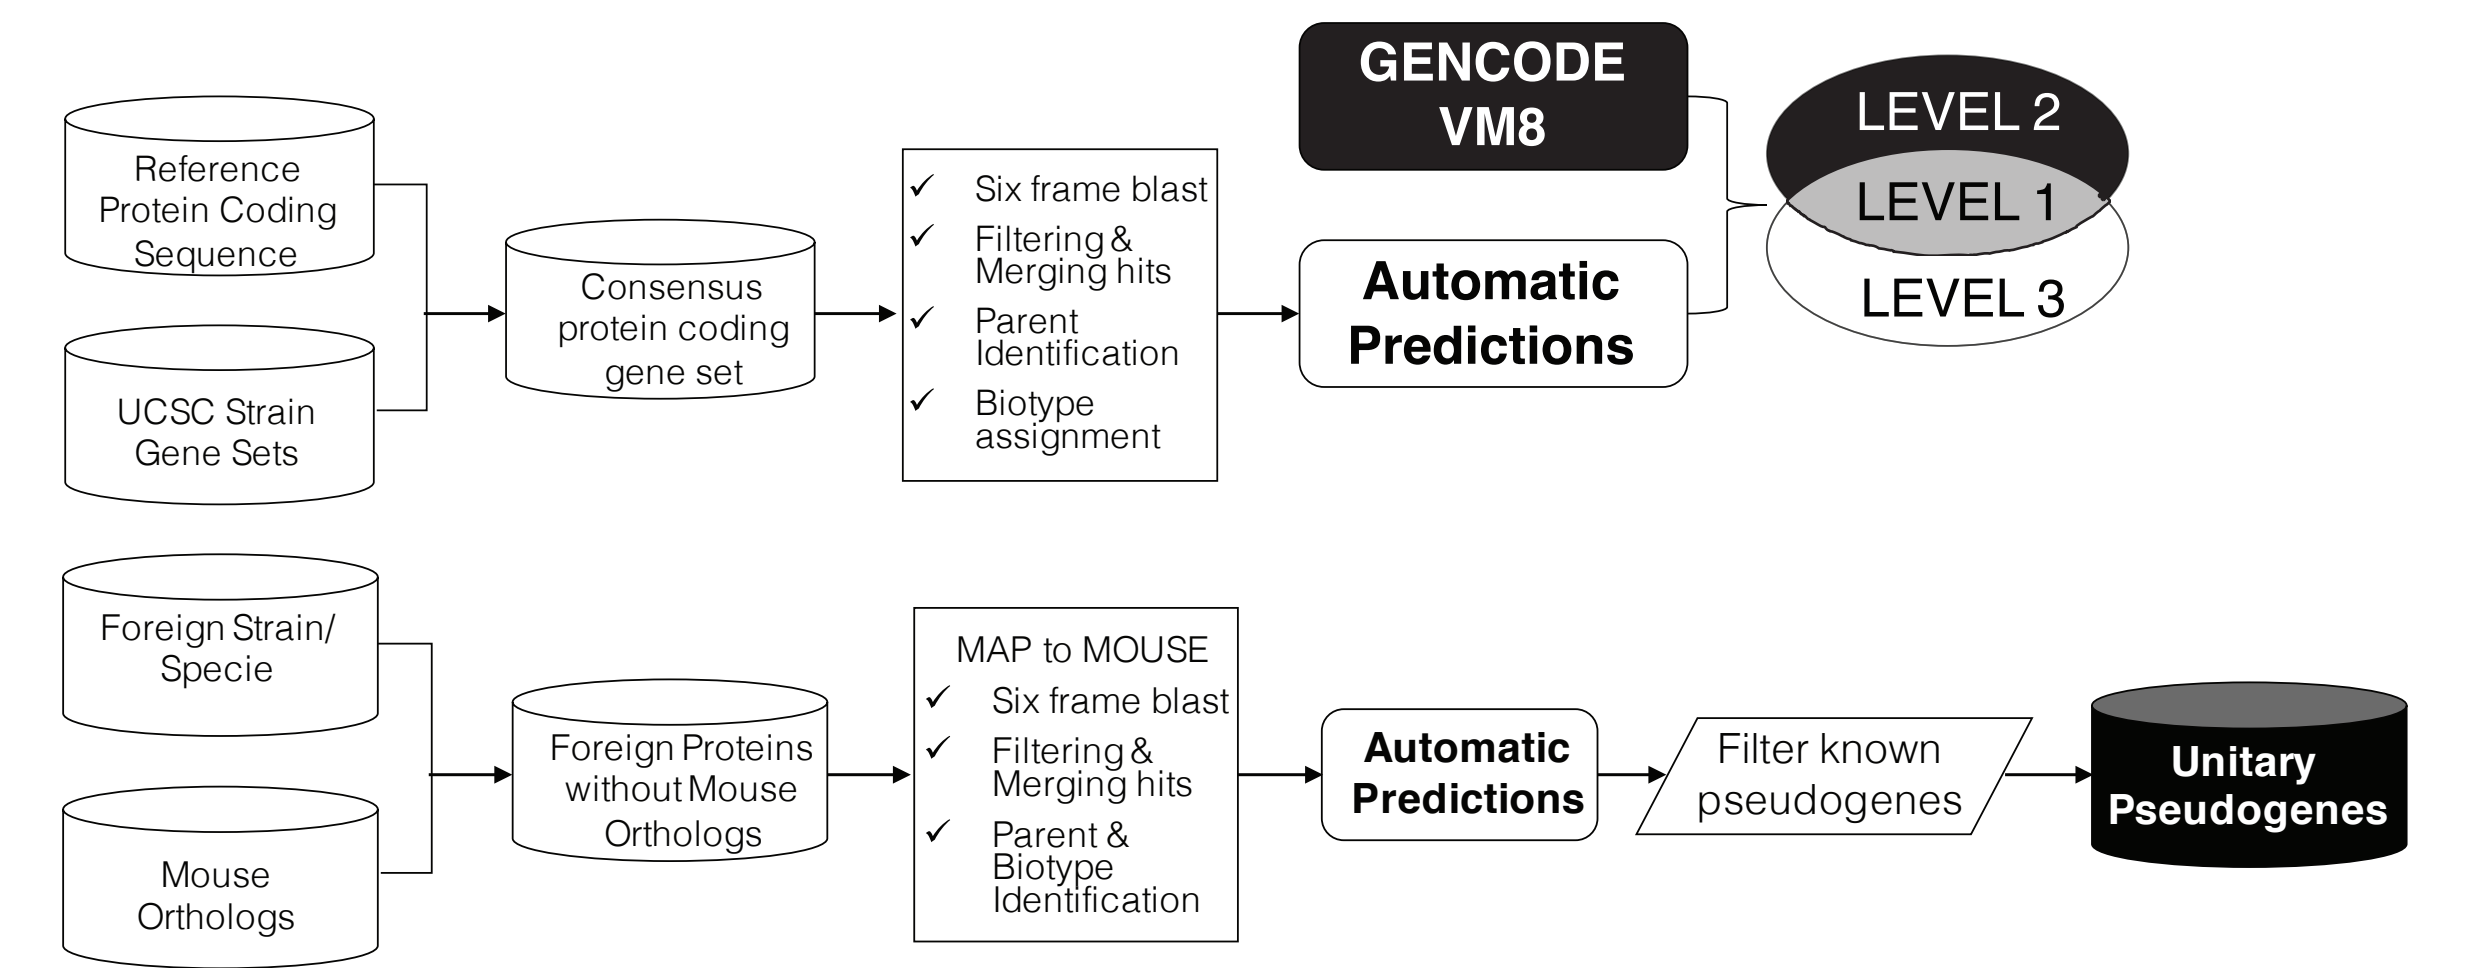 Reference
Protein Coding
Sequence
UCSC Strain
Gene Sets
Consensus
protein coding
gene set
✓ Six frame blast
✓ Filtering &
Merging hits
✓ Parent
Identification
✓ Biotype
assignment
GENCODE
VM8
Automatic
Predictions
LEVEL 2
LEVEL 1
LEVEL 3
Foreign Strain/
Specie
Mouse
Orthologs
Foreign Proteins
without Mouse
Orthologs
MAP to MOUSE
✓ Six frame blast
✓ Filtering &
Merging hits
✓ Parent &
Biotype
Identification
Automatic
Predictions
Filter known
pseudogenes
Unitary
Pseudogenes